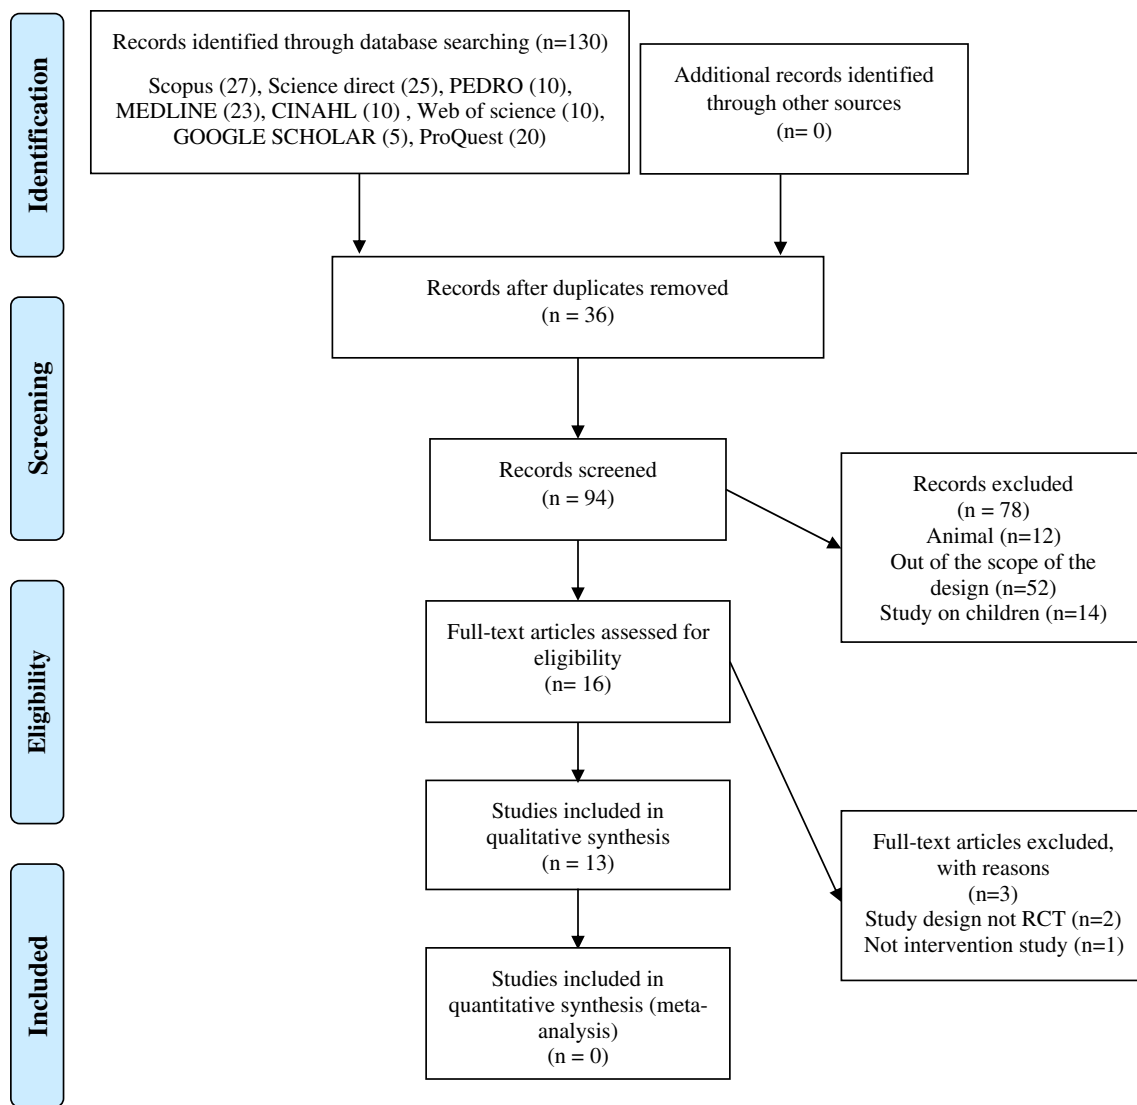 Identification
Records identified through database searching (n=130)
Scopus (27), Science direct (25), PEDRO (10),
MEDLINE (23), CINAHL (10) , Web of science (10),
GOOGLE SCHOLAR (5), ProQuest (20)
Additional records identified
through other sources
(n= 0)
Records after duplicates removed
(n = 36)
Screening
Records screened
(n = 94)
Records excluded
(n = 78)
Animal (n=12)
Out of the scope of the
design (n=52)
Study on children (n=14)
Eligibility
Full-text articles assessed for
eligibility
(n= 16)
Studies included in
qualitative synthesis
(n = 13)
Full-text articles excluded,
with reasons
(n=3)
Study design not RCT (n=2)
Not intervention study (n=1)
Included
Studies included in
quantitative synthesis (meta-
analysis)
(n = 0)